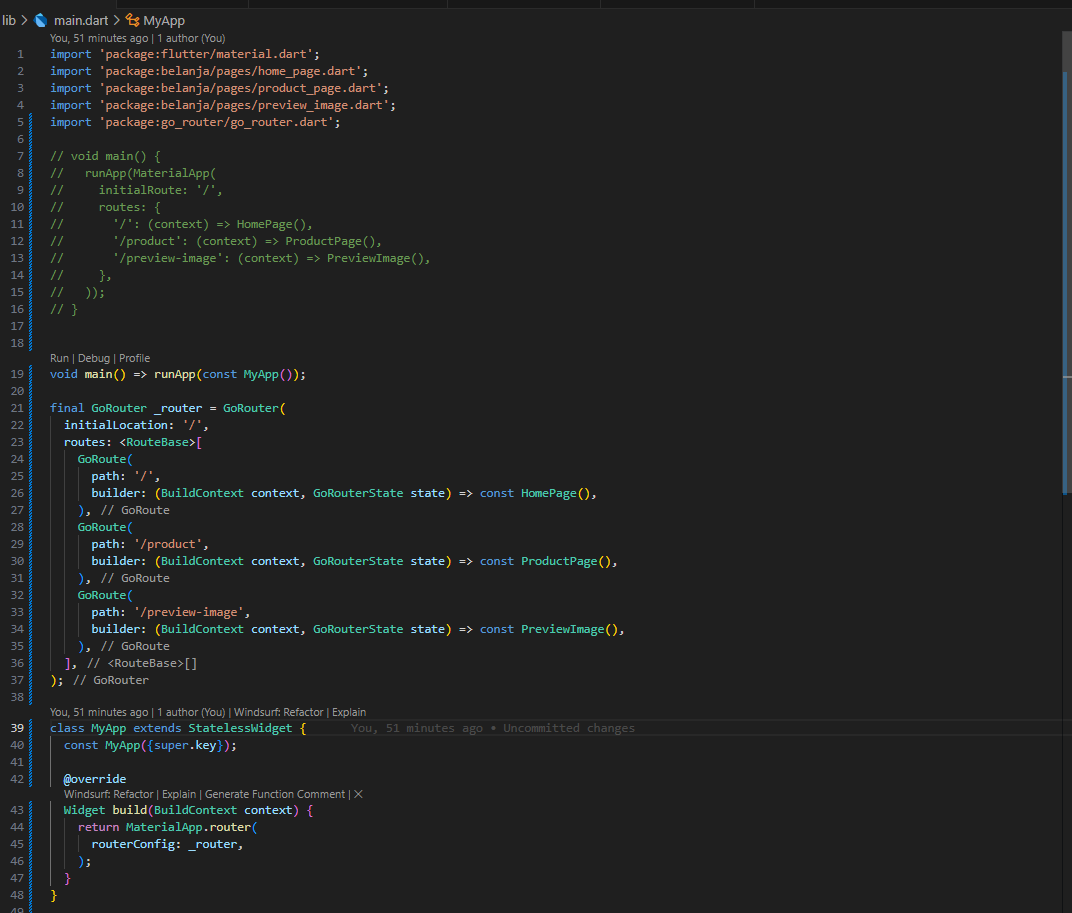 lib > main.dart > MyApp
You, 51 minutes ago | 1 author (You)
1 import 'package:flutter/material.dart';
2 import 'package:belanja/pages/home_page.dart';
3 import 'package:belanja/pages/product_page.dart';
4 import 'package:belanja/pages/preview_image.dart';
5 import 'package:go_router/go_router.dart';
6
7 // void main() {
8 //   runApp(MaterialApp(
9 //     initialRoute: '/',
10 //     routes: {
11 //       '/': (context) => HomePage(),
12 //       '/product': (context) => ProductPage(),
13 //       '/preview-image': (context) => PreviewImage(),
14 //     },
15 //   ));
16 // }
17
18
Run | Debug | Profile
19 void main() => runApp(const MyApp());
20
21 final GoRouter _router = GoRouter(
22   initialLocation: '/',
23   routes: <RouteBase>[
24     GoRoute(
25       path: '/',
26       builder: (BuildContext context, GoRouterState state) => const HomePage(),
27     ), // GoRoute
28     GoRoute(
29       path: '/product',
30       builder: (BuildContext context, GoRouterState state) => const ProductPage(),
31     ), // GoRoute
32     GoRoute(
33       path: '/preview-image',
34       builder: (BuildContext context, GoRouterState state) => const PreviewImage(),
35     ), // GoRoute
36   ], // <RouteBase>[]
37 ); // GoRouter
38
You, 51 minutes ago | 1 author (You) | Windsurf: Refactor | Explain
39 class MyApp extends StatelessWidget {     You, 51 minutes ago • Uncommitted changes
40   const MyApp({super.key});
41
42   @override
Windsurf: Refactor | Explain | Generate Function Comment | ×
43   Widget build(BuildContext context) {
44     return MaterialApp.router(
45       routerConfig: _router,
46     );
47   }
48 }
49